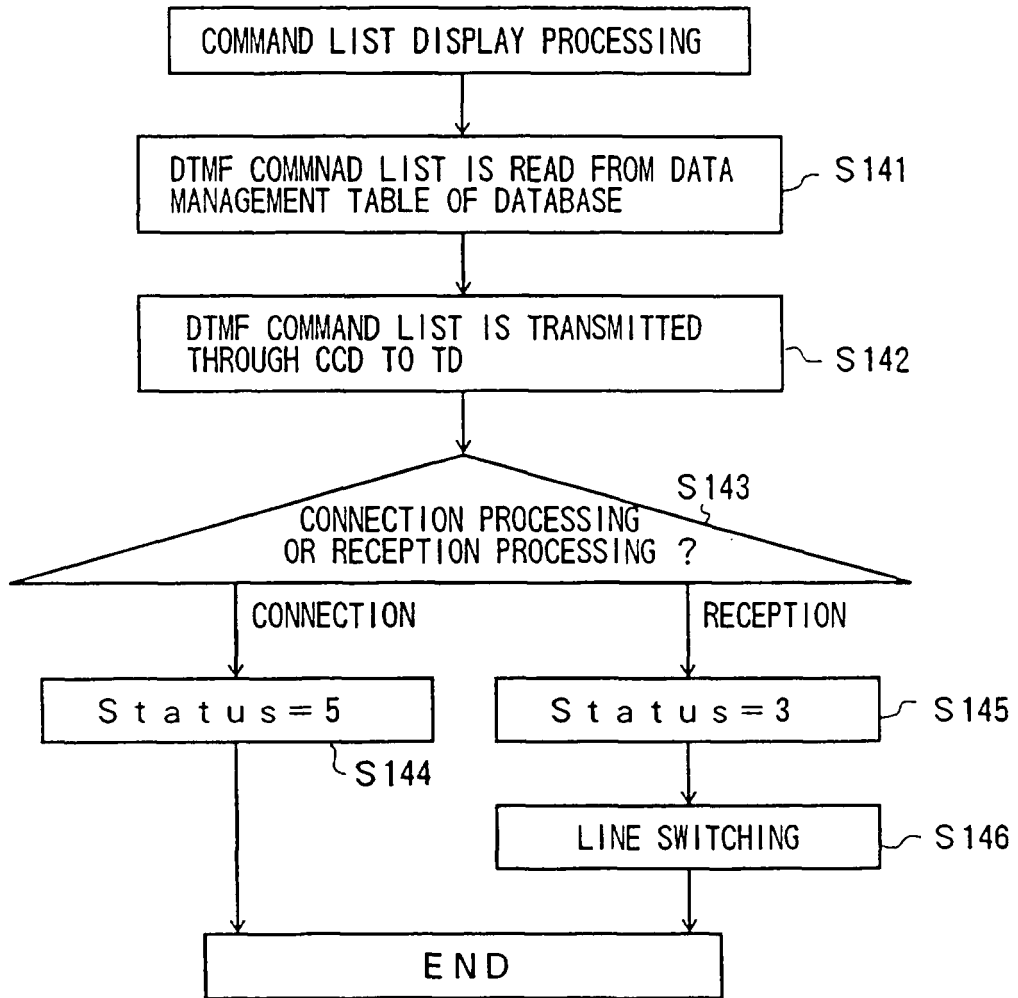 COMMAND LIST DISPLAY PROCESSING
DTMF COMMNAD LIST IS READ FROM DATA
MANAGEMENT TABLE OF DATABASE
S141
DTMF COMMAND LIST IS TRANSMITTED
THROUGH CCD TO TD
S142
S143
CONNECTION PROCESSING
OR RECEPTION PROCESSING ?
CONNECTION
RECEPTION
Status=5
S144
Status=3
S145
LINE SWITCHING
S146
END